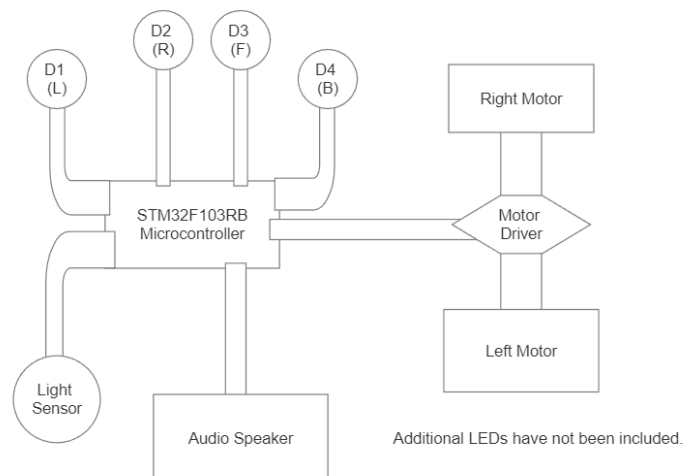 D1
(L)
D2
(R)
D3
(F)
D4
(B)
Right Motor
STM32F103RB
Microcontroller
Motor
Driver
Left Motor
Light
Sensor
Audio Speaker
Additional LEDs have not been included.